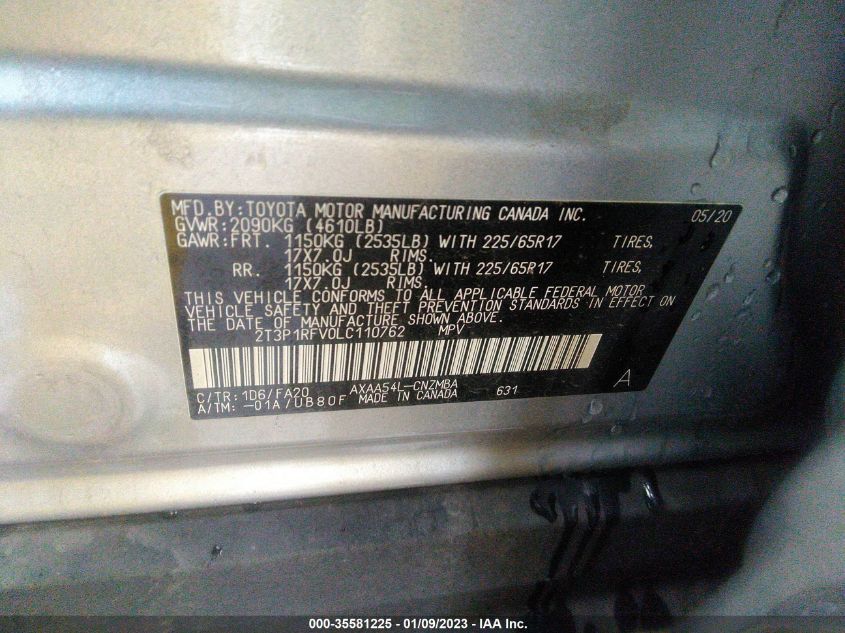 MFD.BY:TOYOTA MOTOR MANUFACTURING CANADA INC. 05/20
GVWR:2090KG (4610LB)
GAWR:FRT. 1150KG (2535LB) WITH 225/65R17 TIRES,
17X7.0J RIMS.
RR. 1150KG (2535LB) WITH 225/65R17 TIRES,
17X7.0J RIMS.
THIS VEHICLE CONFORMS TO ALL APPLICABLE FEDERAL MOTOR
VEHICLE SAFETY AND THEFT PREVENTION STANDARDS IN EFFECT ON
THE DATE OF MANUFACTURE SHOWN ABOVE.
2T3P1RFV0LC110762 MPV
C/TR:1D6/FA20 AXAA54L-CNZMBA A
A/TM:-01A/UB80F MADE IN CANADA 631
000-35581225 - 01/09/2023 - IAA Inc.